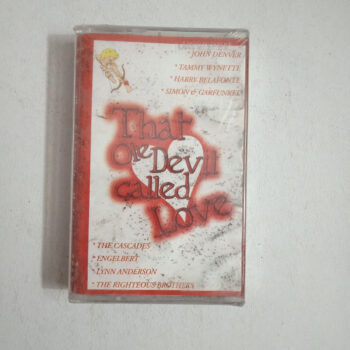 * JOHN DENVER
* TAMMY WYNETTE
* HARRY BELAFONTE
* SIMON & GARFUNKEL
That
Ole Devil
called
Love
* THE CASCADES
* ENGELBERT
* LYNN ANDERSON
* THE RIGHTEOUS BROTHERS